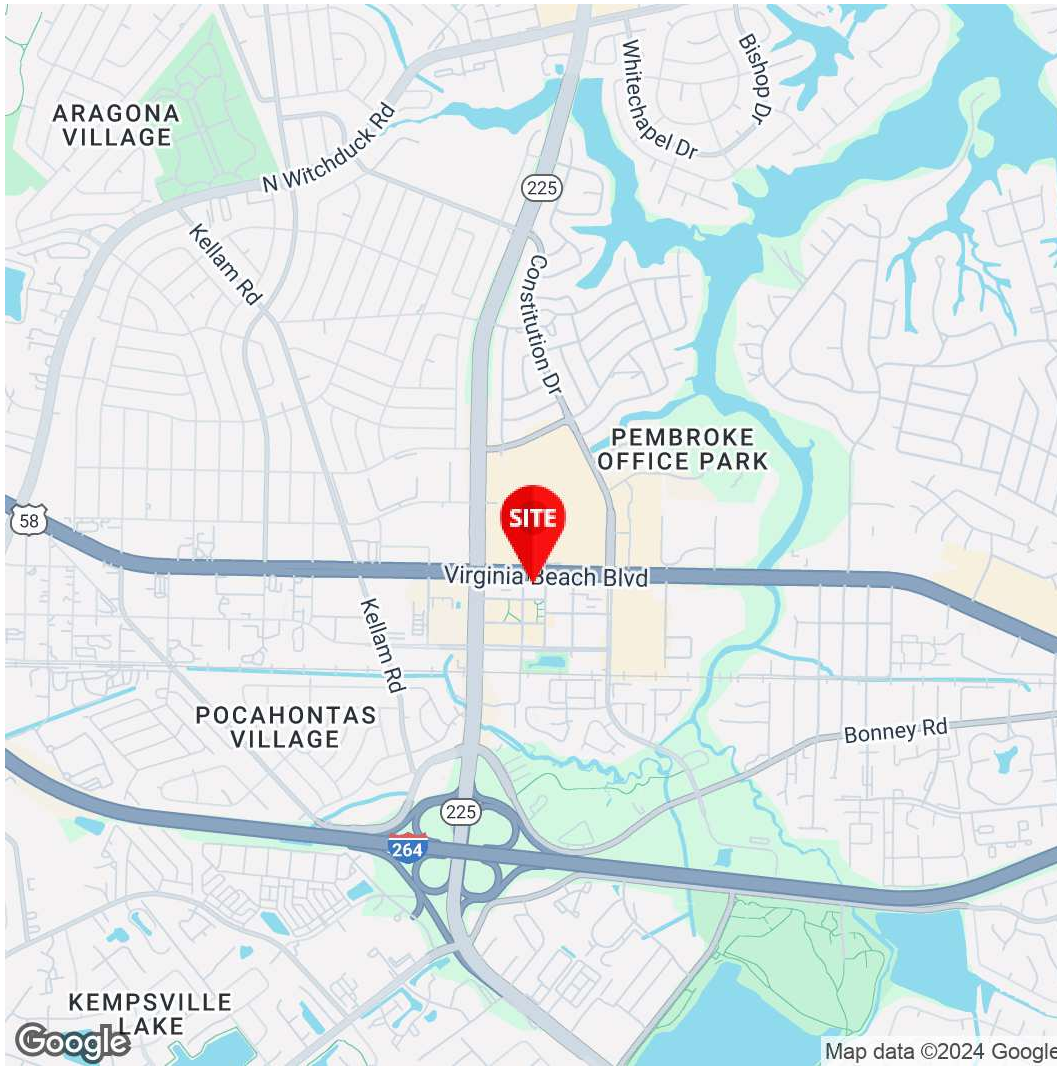 ARAGONA
VILLAGE
N Witchduck Rd
Whitechapel Dr
Bishop Dr
225
Kellam Rd
Constitution Dr
PEMBROKE
OFFICE PARK
58
SITE
Virginia Beach Blvd
Kellam Rd
POCAHONTAS
VILLAGE
Bonney Rd
225
264
KEMPSVILLE
LAKE
Google
Map data ©2024 Google